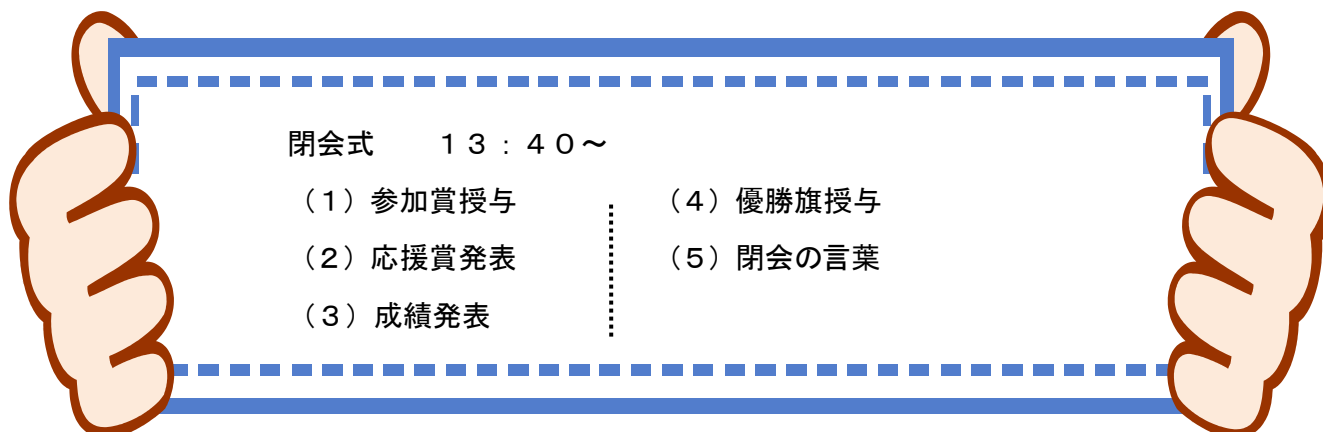 閉会式　　１３：４０～
（１）参加賞授与
（２）応援賞発表
（３）成績発表
（４）優勝旗授与
（５）閉会の言葉